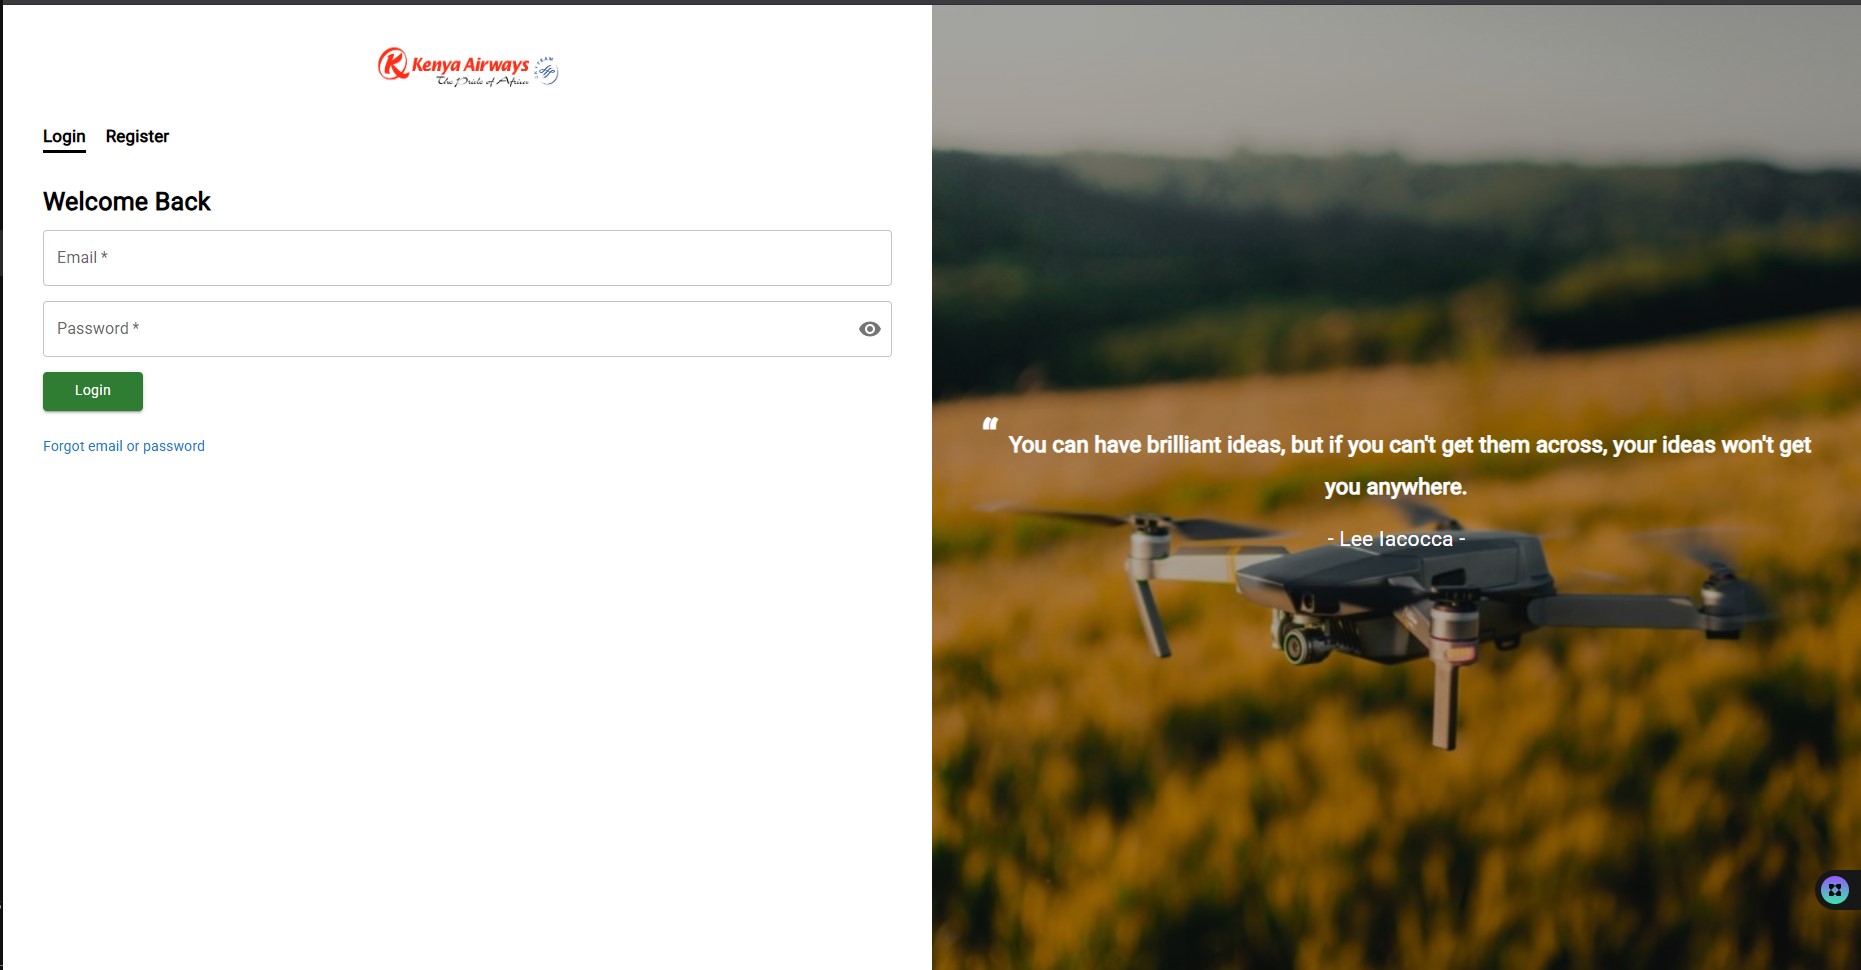 Kenya Airways
The Pride of Africa
SKYTEAM
Login Register
Welcome Back
Email *
Password *
Login
Forgot email or password
“
You can have brilliant ideas, but if you can't get them across, your ideas won't get
you anywhere.
- Lee Iacocca -